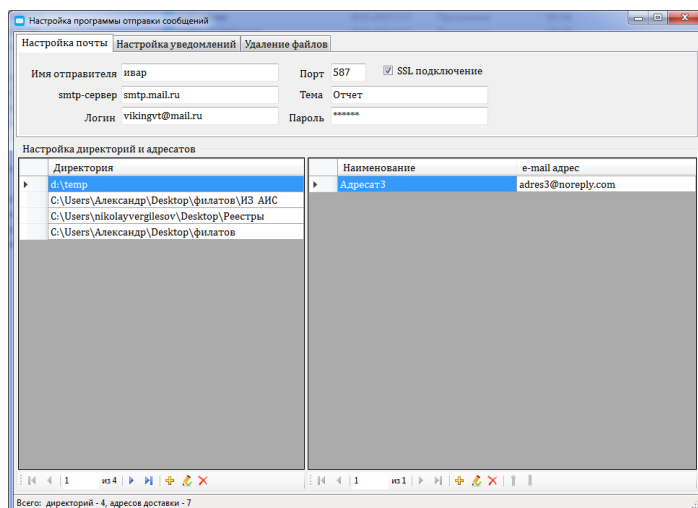 Настройка программы отправки сообщений
Настройка почты Настройка уведомлений Удаление файлов
Имя отправителя ивар Порт 587 SSL подключение
smtp-сервер smtp.mail.ru Тема Отчет
Логин vikingvt@mail.ru Пароль ******
Настройка директорий и адресатов
Директория Наименование e-mail адрес
d:\temp Адресат3 adres3@noreply.com
C:\Users\Александр\Desktop\филатов\ИЗ АИС
C:\Users\nikolayvergilesov\Desktop\Реестры
C:\Users\Александр\Desktop\филатов
1 из 4 1 из 1
Всего: директорий - 4, адресов доставки - 7